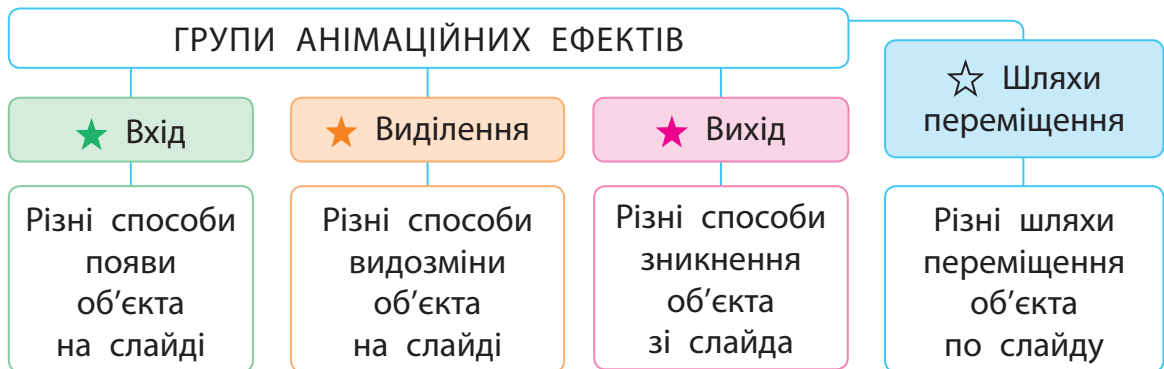 ГРУПИ АНІМАЦІЙНИХ ЕФЕКТІВ
Вхід
Різні способи
появи
об’єкта
на слайді
Виділення
Різні способи
видозміни
об’єкта
на слайді
Вихід
Різні способи
зникнення
об’єкта
зі слайда
Шляхи
переміщення
Різні шляхи
переміщення
об’єкта
по слайду